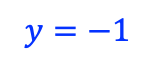 y = −1